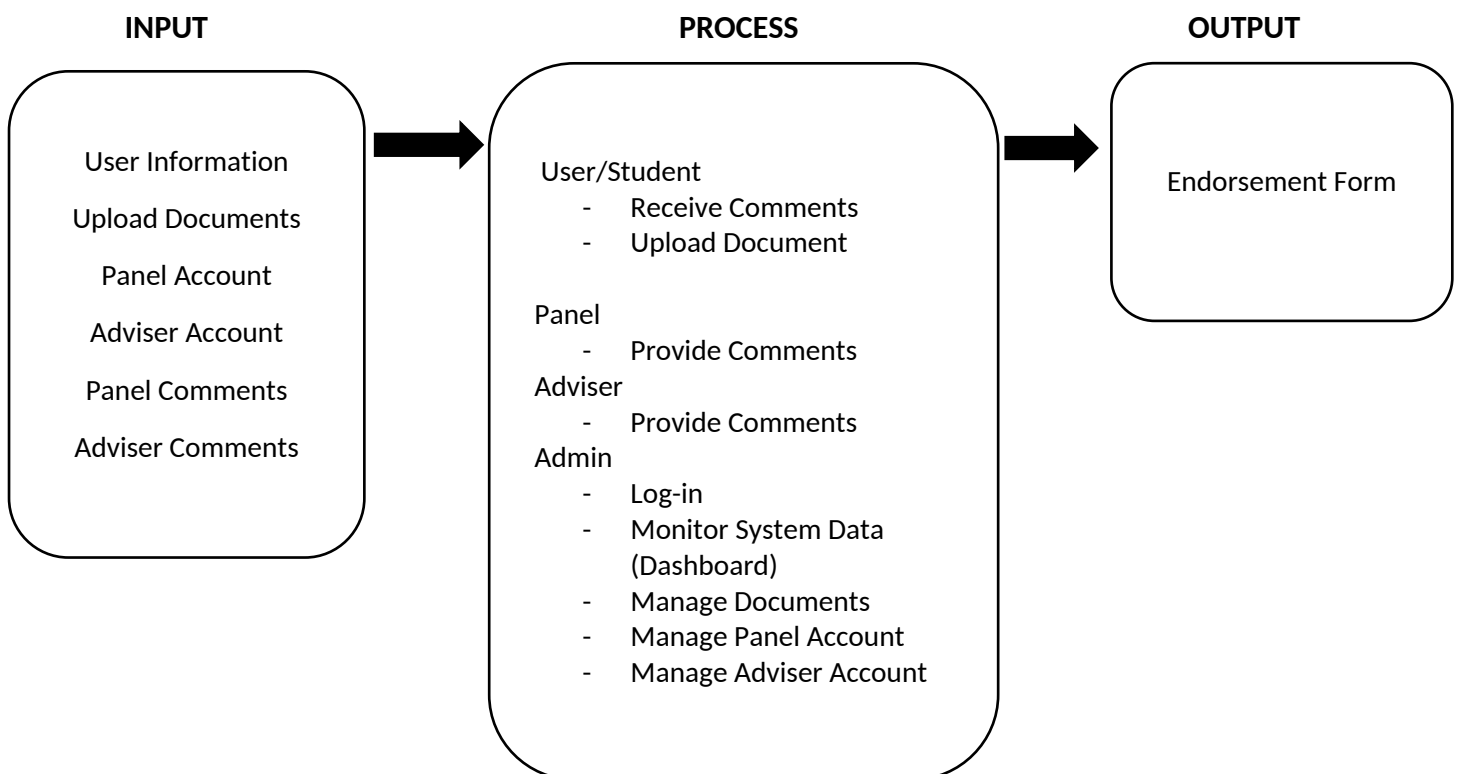 INPUT
PROCESS
OUTPUT
User Information
Upload Documents
Panel Account
Adviser Account
Panel Comments
Adviser Comments
User/Student
- Receive Comments
- Upload Document
Panel
- Provide Comments
Adviser
- Provide Comments
Admin
- Log-in
- Monitor System Data
(Dashboard)
- Manage Documents
- Manage Panel Account
- Manage Adviser Account
Endorsement Form